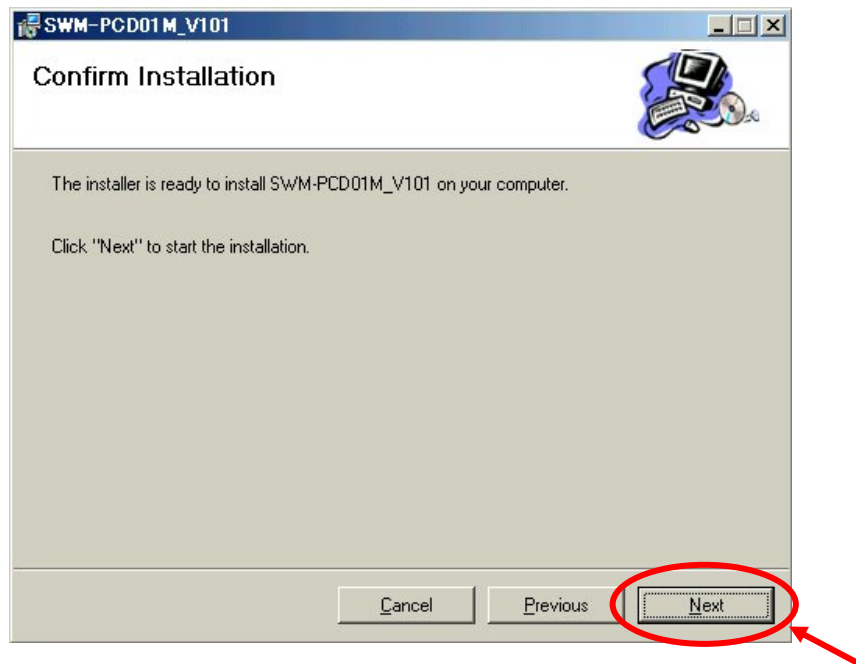 SWM-PCD01M_V101
Confirm Installation
The installer is ready to install SWM-PCD01M_V101 on your computer.
Click "Next" to start the installation.
Cancel
Previous
Next